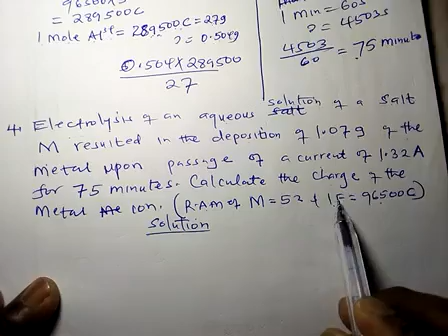 96500x3
= 289500C
1 mole Al³⁺ = 289500C = 27g
? = 0.504g
0.504 x 289500
27
1 min = 60s
? = 4503s
4503
60
= 75 minute
4. Electrolysis of an aqueous solution of a salt
M resulted in the deposition of 1.07g of the
metal upon passage of a current of 1.32A
for 75 minutes. Calculate the charge of the
Metal ion. (R.A.M of M = 52 + 1F = 96500C)
Solution